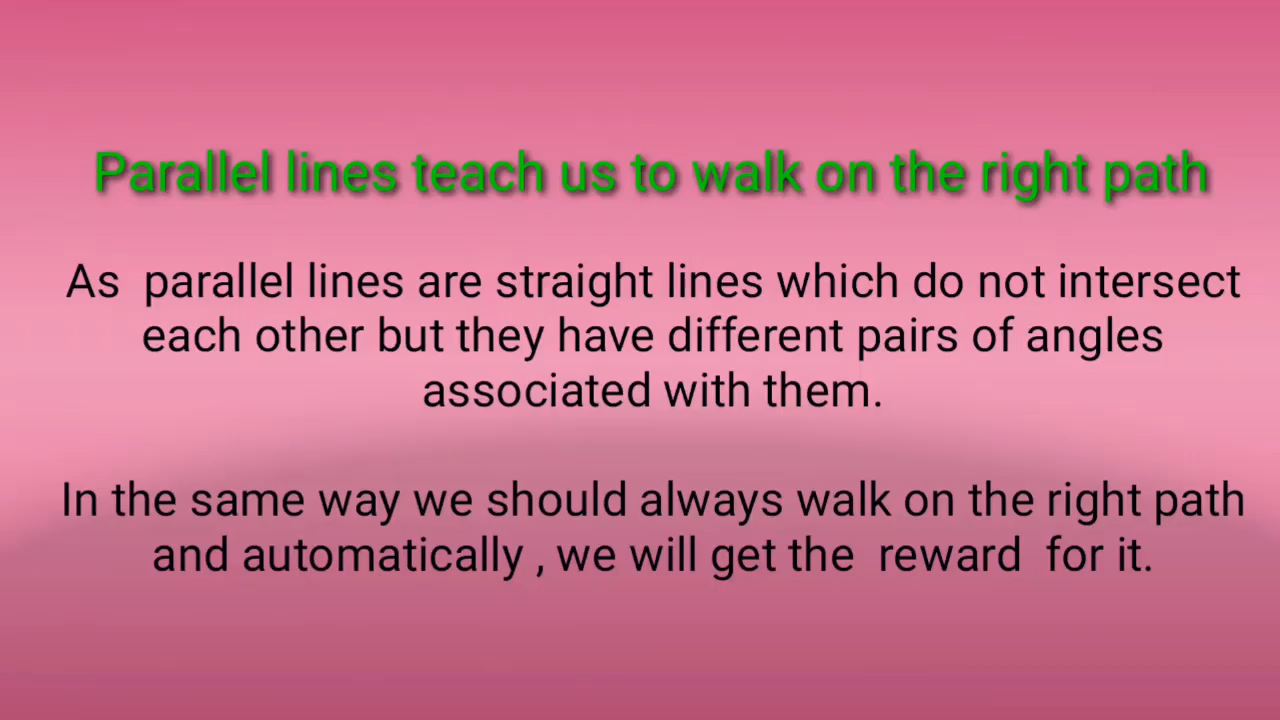 Parallel lines teach us to walk on the right path
As parallel lines are straight lines which do not intersect
each other but they have different pairs of angles
associated with them.
In the same way we should always walk on the right path
and automatically , we will get the reward for it.